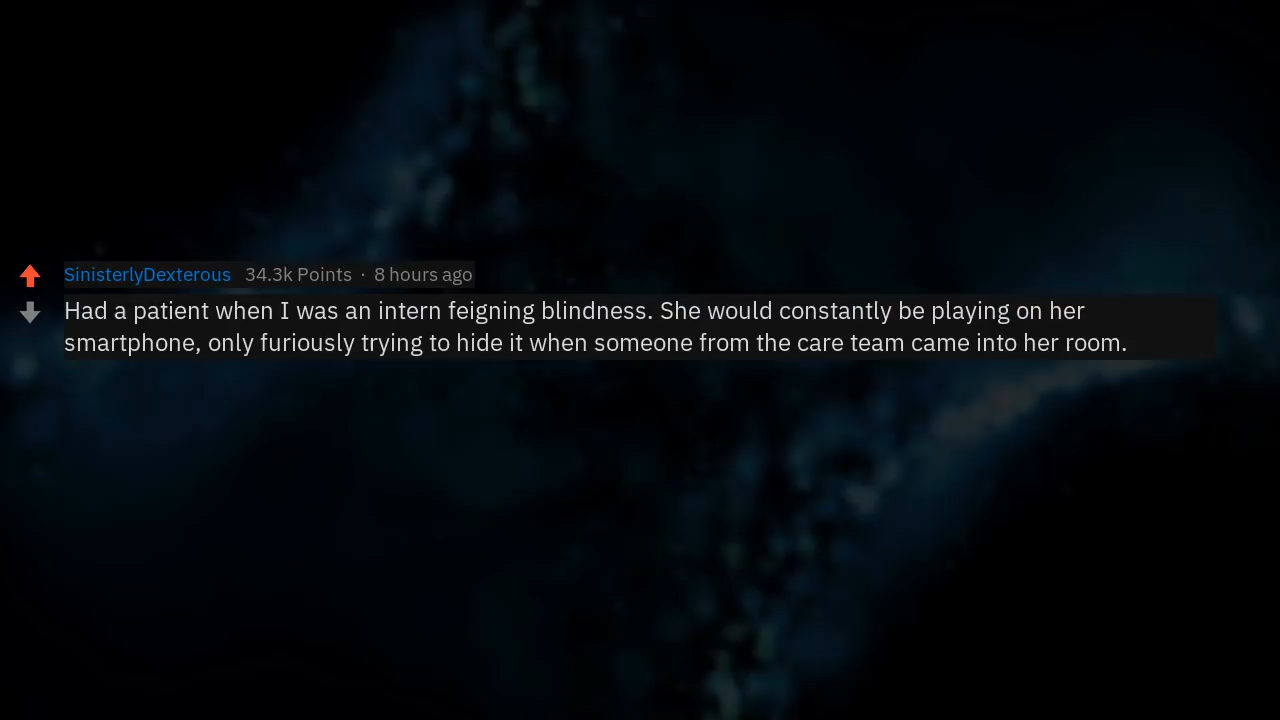 SinisterlyDexterous 34.3k Points · 8 hours ago
Had a patient when I was an intern feigning blindness. She would constantly be playing on her
smartphone, only furiously trying to hide it when someone from the care team came into her room.